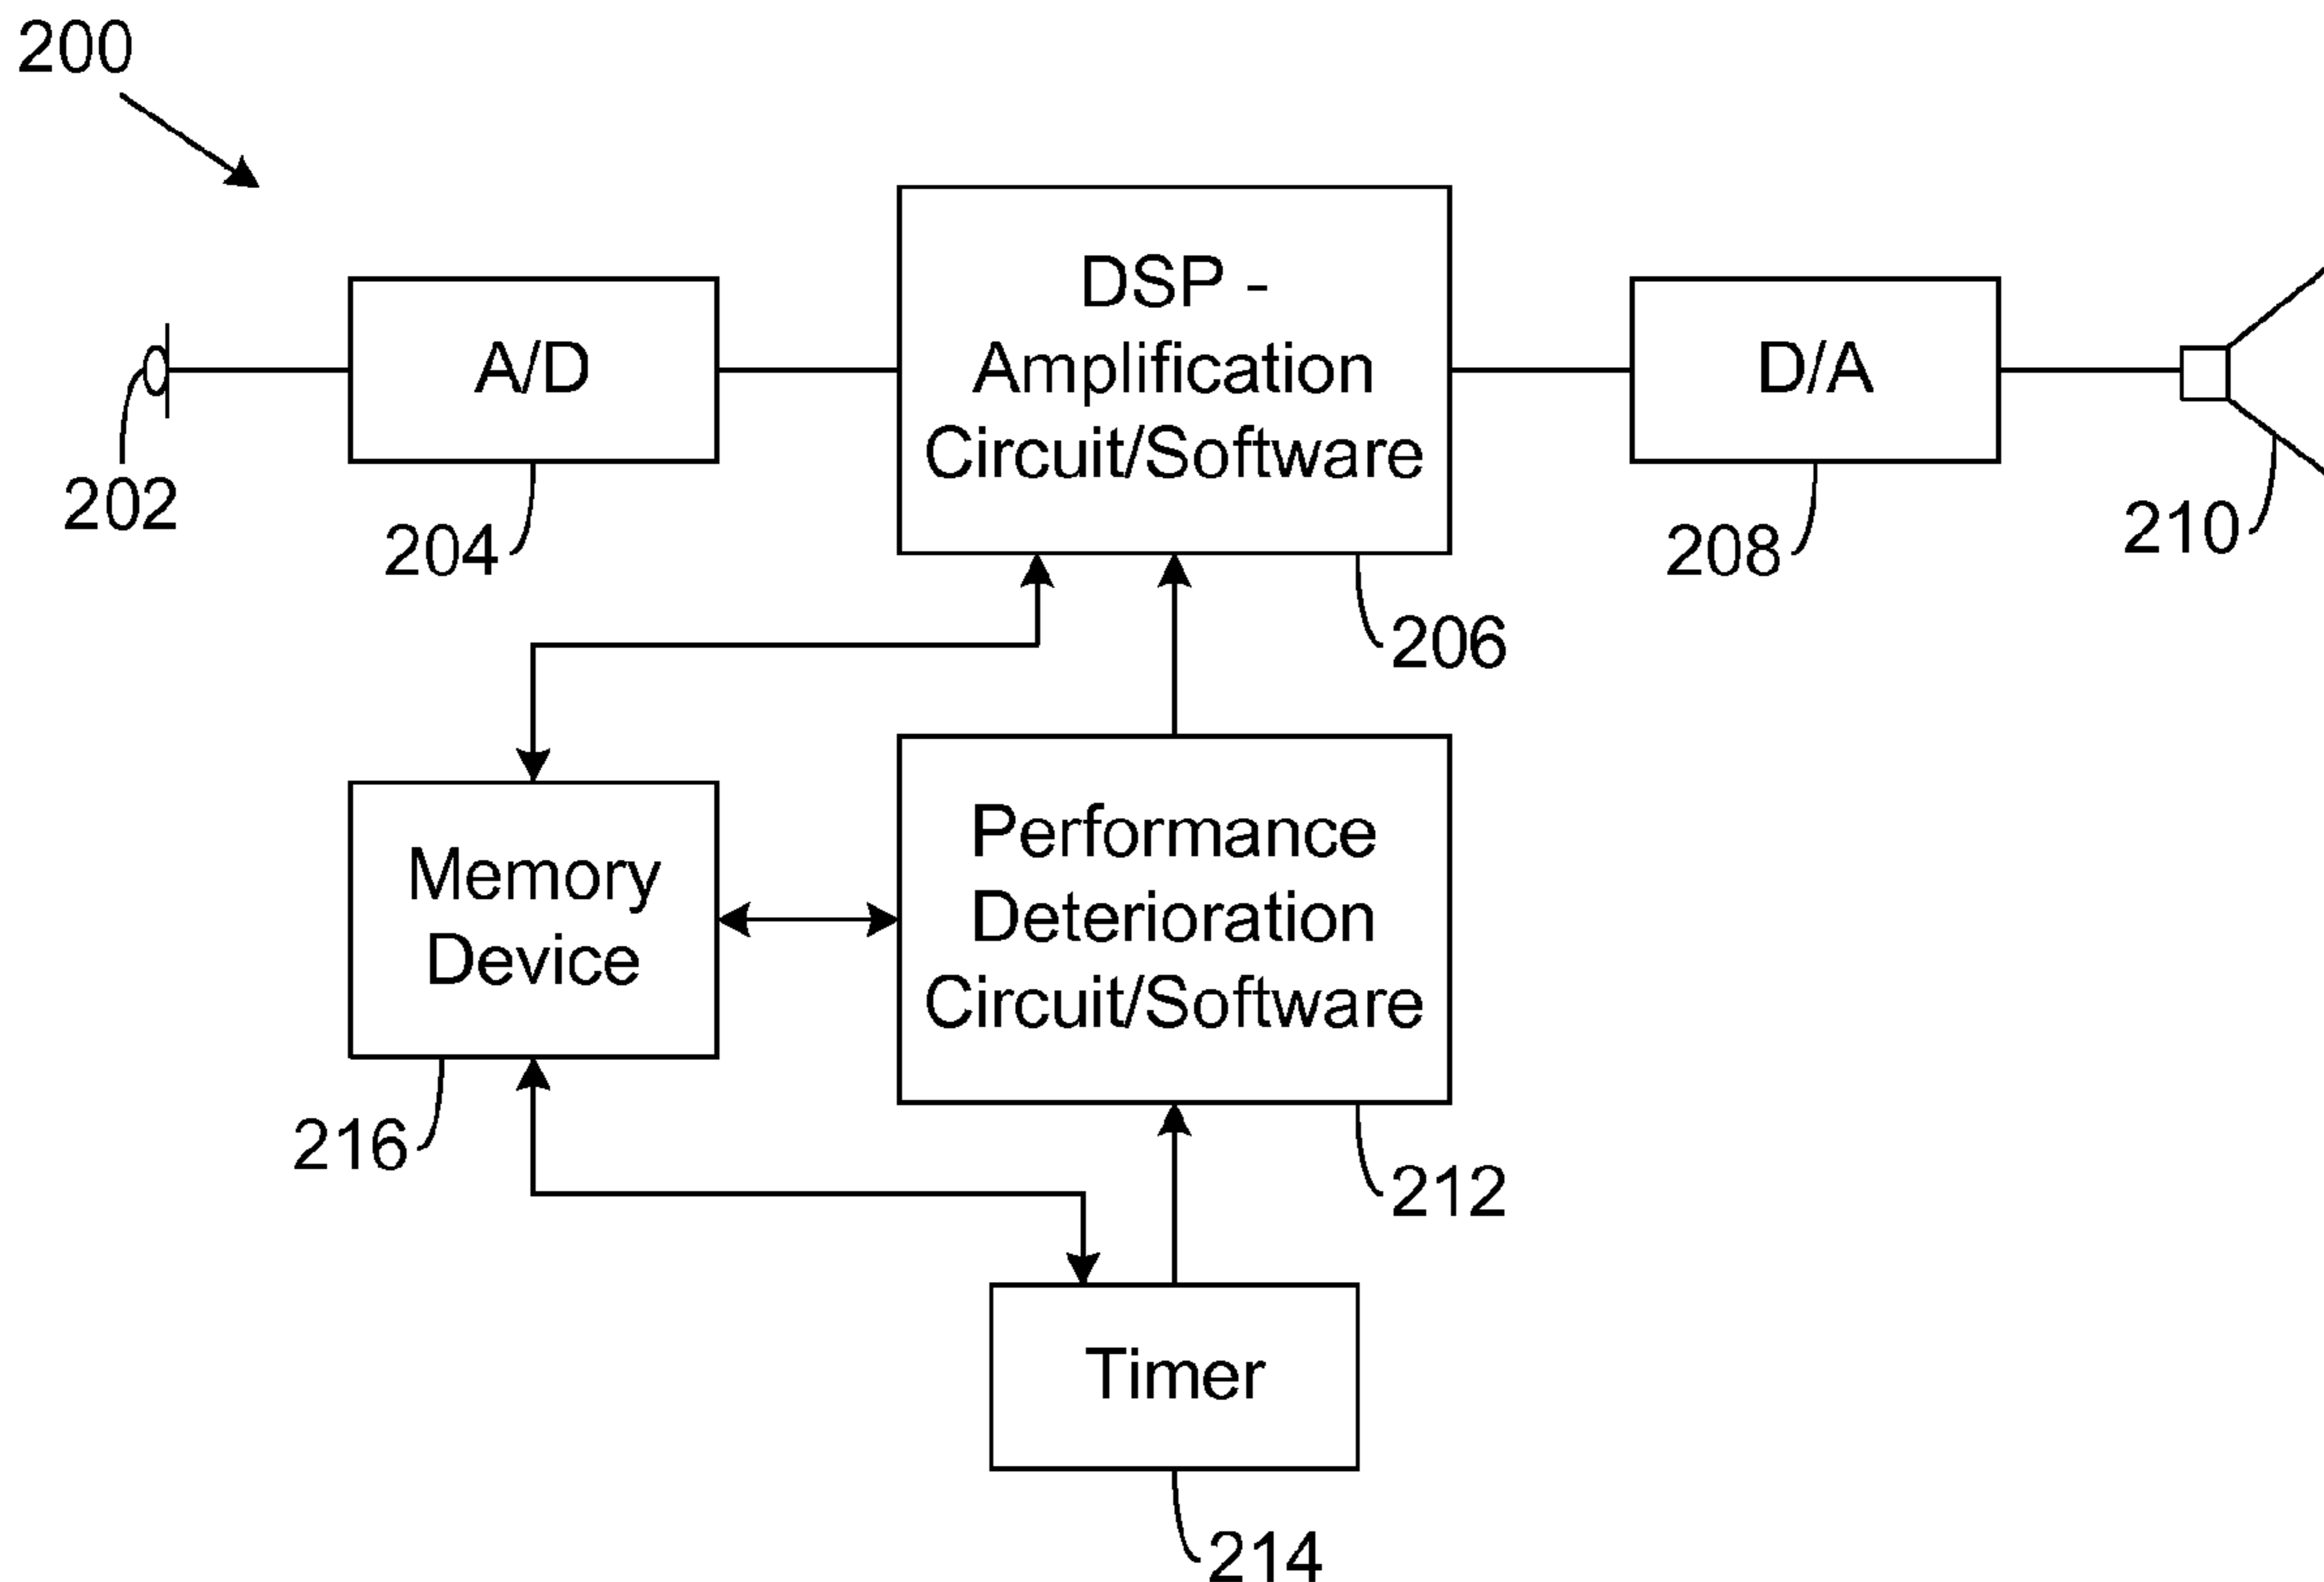 200
DSP -
Amplification
Circuit/Software
A/D
D/A
202
204
208
210
206
Memory
Device
Performance
Deterioration
Circuit/Software
216
212
Timer
214